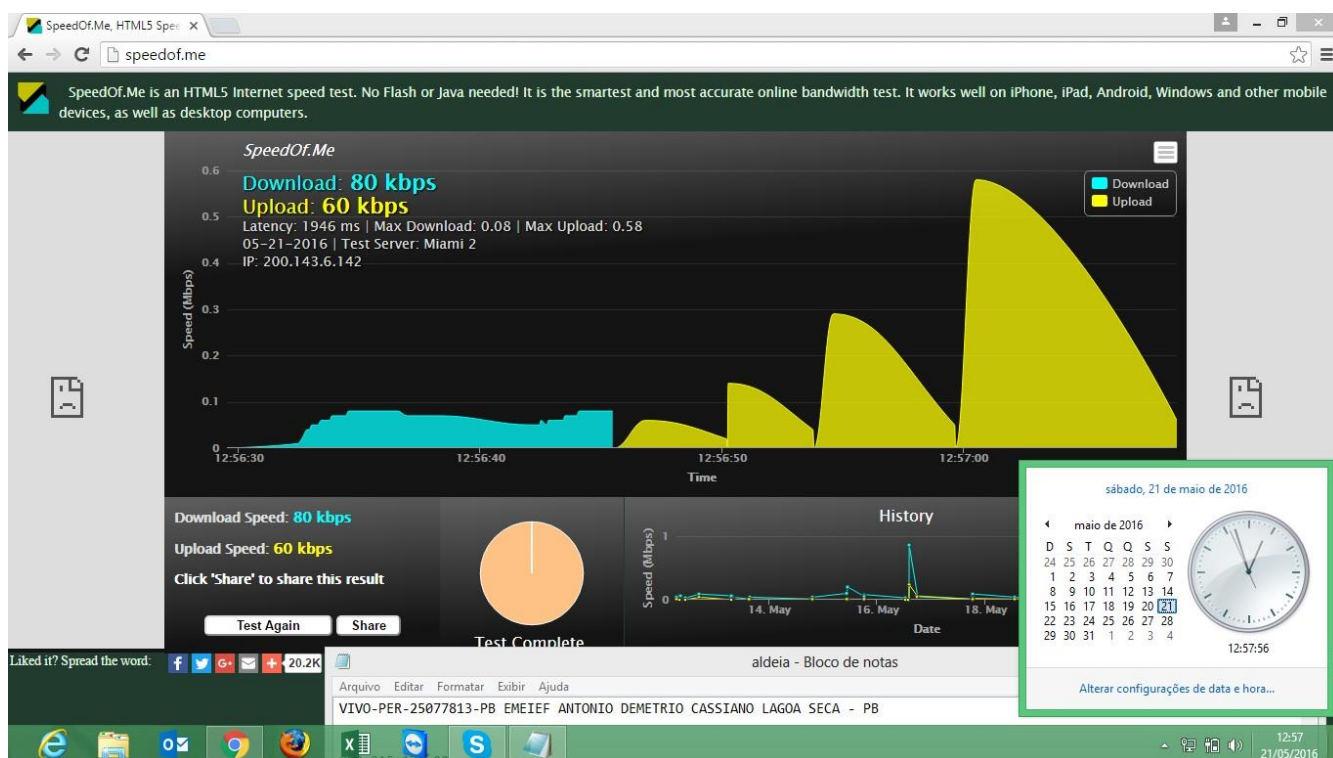 SpeedOf.Me, HTML5 Spee
speedof.me
SpeedOf.Me is an HTML5 Internet speed test. No Flash or Java needed! It is the smartest and most accurate online bandwidth test. It works well on iPhone, iPad, Android, Windows and other mobile
devices, as well as desktop computers.
SpeedOf.Me
Download: 80 kbps
Upload: 60 kbps
Latency: 1946 ms | Max Download: 0.08 | Max Upload: 0.58
05-21-2016 | Test Server: Miami 2
IP: 200.143.6.142
Download
Upload
0.6
0.5
0.4
0.3
0.2
0.1
0
Speed (Mbps)
12:56:30 12:56:40 12:56:50 12:57:00
Time
Download Speed: 80 kbps
Upload Speed: 60 kbps
Click 'Share' to share this result
Test Again Share
Test Complete
History
Speed (Mbps)
1
0
14. May 16. May 18. May
Date
sábado, 21 de maio de 2016
maio de 2016
D S T Q Q S S
24 25 26 27 28 29 30
1 2 3 4 5 6 7
8 9 10 11 12 13 14
15 16 17 18 19 20 21
22 23 24 25 26 27 28
29 30 31 1 2 3 4
12:57:56
Alterar configurações de data e hora...
Liked it? Spread the word:
20.2K
aldeia - Bloco de notas
Arquivo Editar Formatar Exibir Ajuda
VIVO-PER-25077813-PB EMEIEF ANTONIO DEMETRIO CASSIANO LAGOA SECA - PB
12:57
21/05/2016